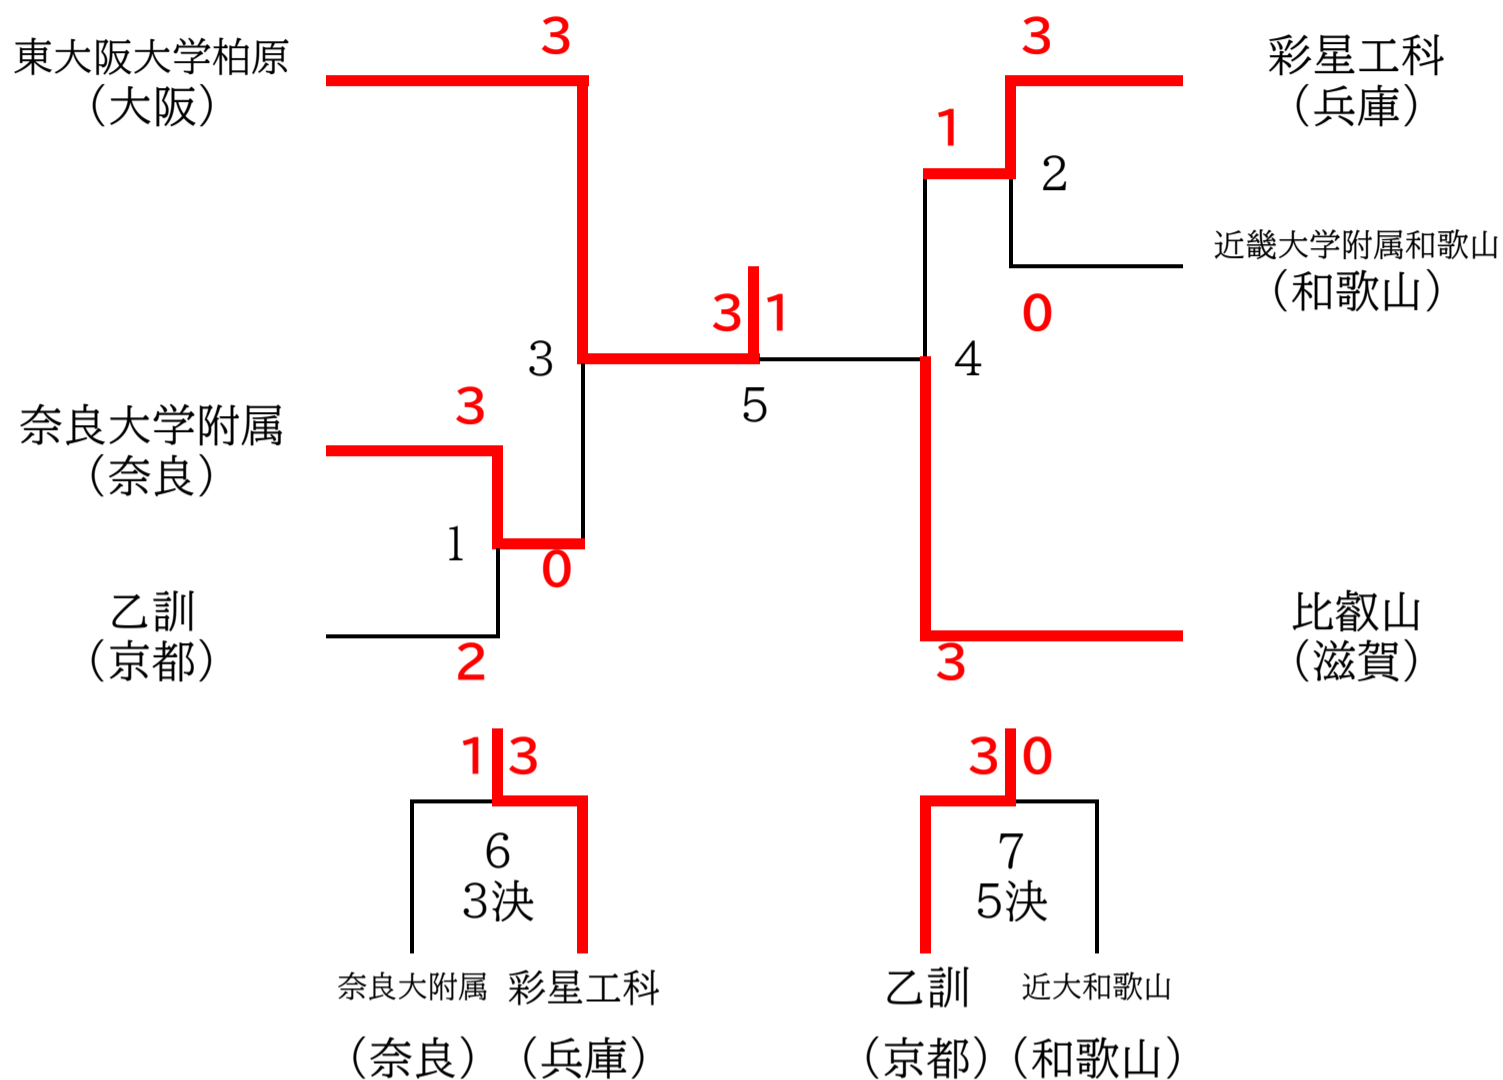 3
3
東大阪大学柏原
（大阪）
彩星工科
（兵庫）
1
2
近畿大学附属和歌山
（和歌山）
3 1
0
3
4
5
3
奈良大学附属
（奈良）
1
0
乙訓
（京都）
比叡山
（滋賀）
2
3
1 3
3 0
6
3決
7
5決
奈良大附属
彩星工科
乙訓
近大和歌山
（奈良）
（兵庫）
（京都）
（和歌山）